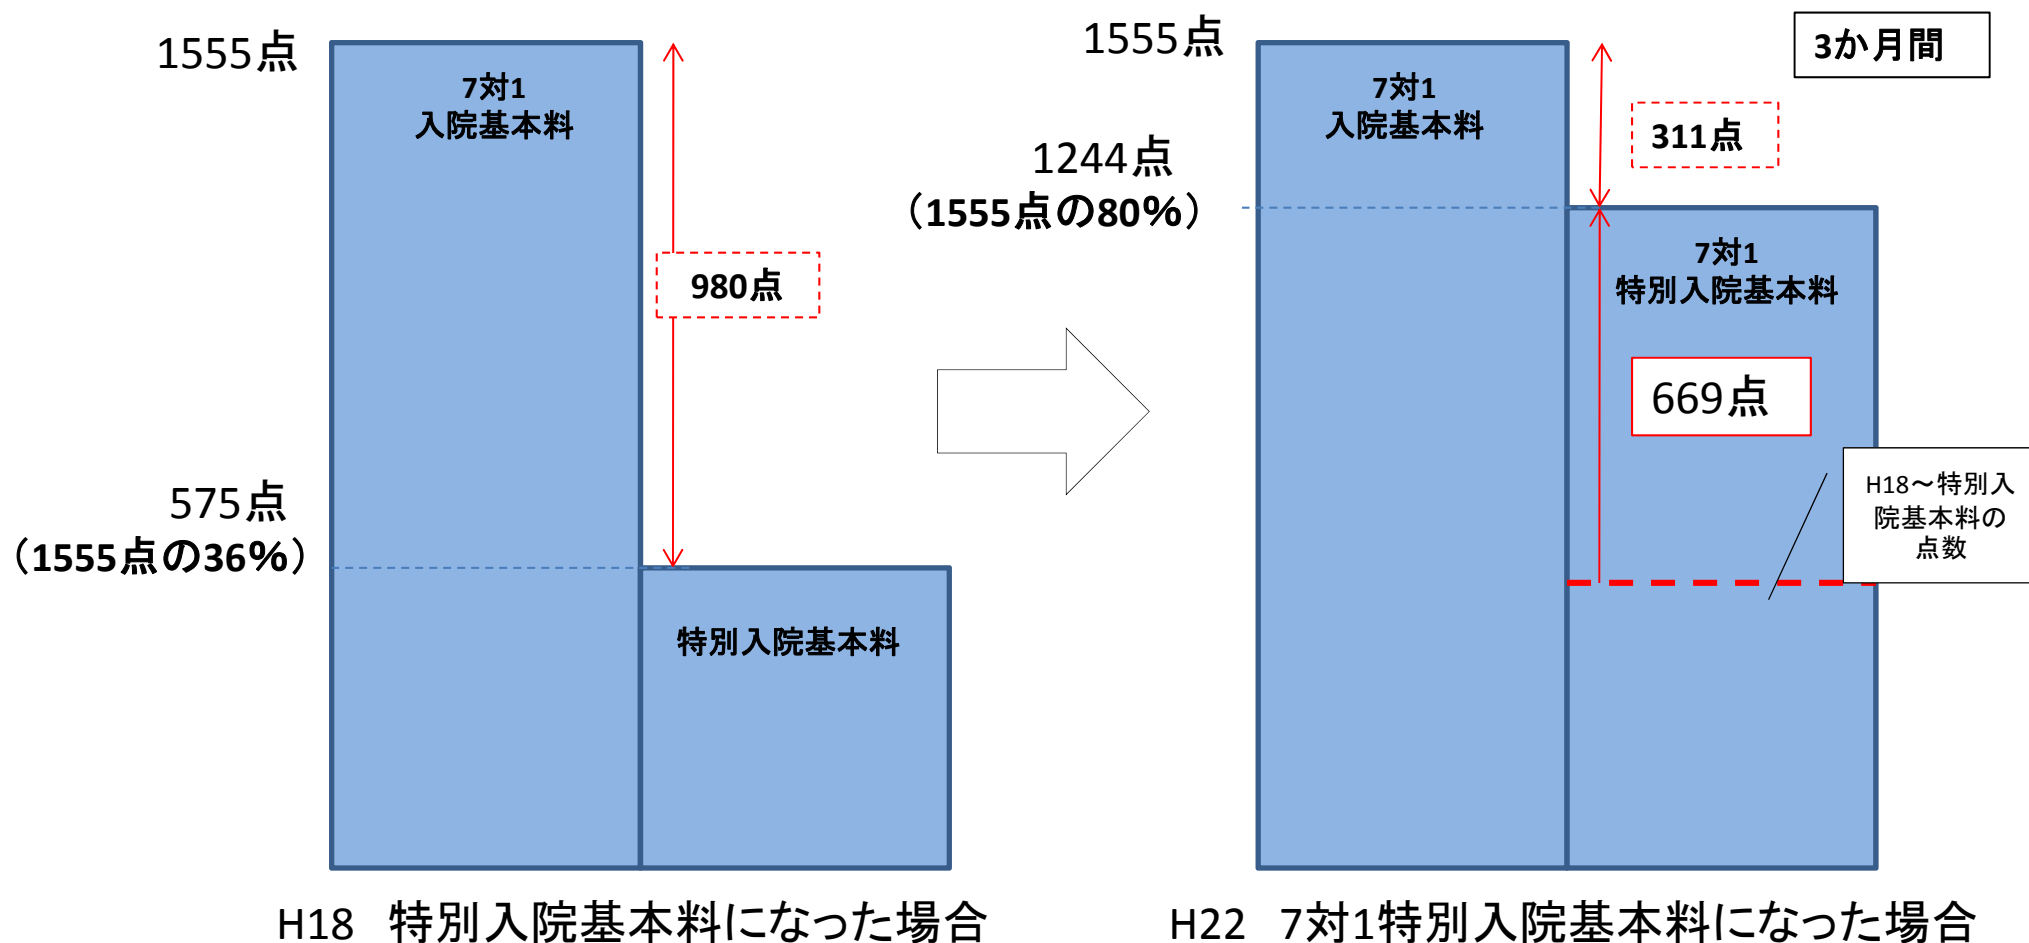 1555点
7対1
入院基本料
980点
575点
（1555点の36%）
特別入院基本料
H18　特別入院基本料になった場合
3か月間
1555点
7対1
入院基本料
311点
1244点
（1555点の80%）
7対1
特別入院基本料
669点
H18～特別入
院基本料の
点数
H22　7対1特別入院基本料になった場合